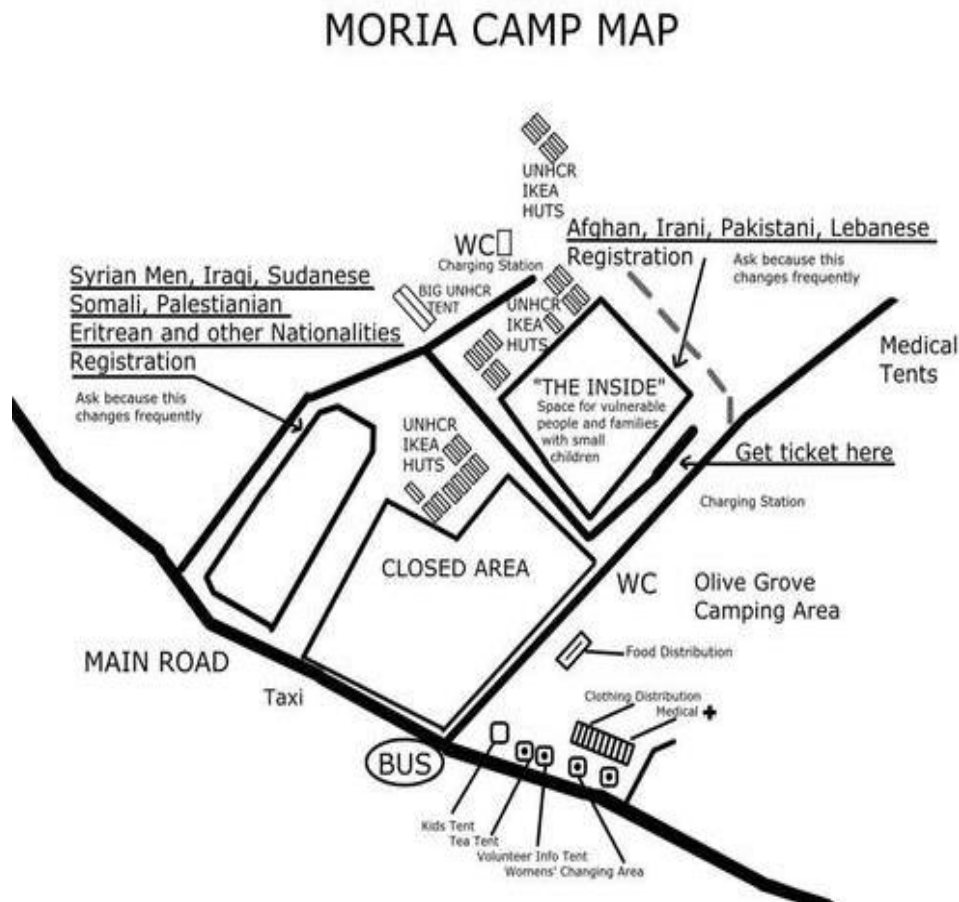 MORIA CAMP MAP
UNHCR
IKEA
HUTS
Afghan, Irani, Pakistani, Lebanese
Registration
Ask because this
changes frequently
WC
Charging Station
Syrian Men, Iraqi, Sudanese
Somali, Palestianian
Eritrean and other Nationalities
Registration
Ask because this
changes frequently
BIG UNHCR
TENT
UNHCR
IKEA
HUTS
Medical
Tents
"THE INSIDE"
Space for vulnerable
people and families
with small
children
UNHCR
IKEA
HUTS
Get ticket here
Charging Station
CLOSED AREA
WC
Olive Grove
Camping Area
MAIN ROAD
Food Distribution
Taxi
Clothing Distribution
Medical
BUS
Kids Tent
Tea Tent
Volunteer Info Tent
Womens' Changing Area